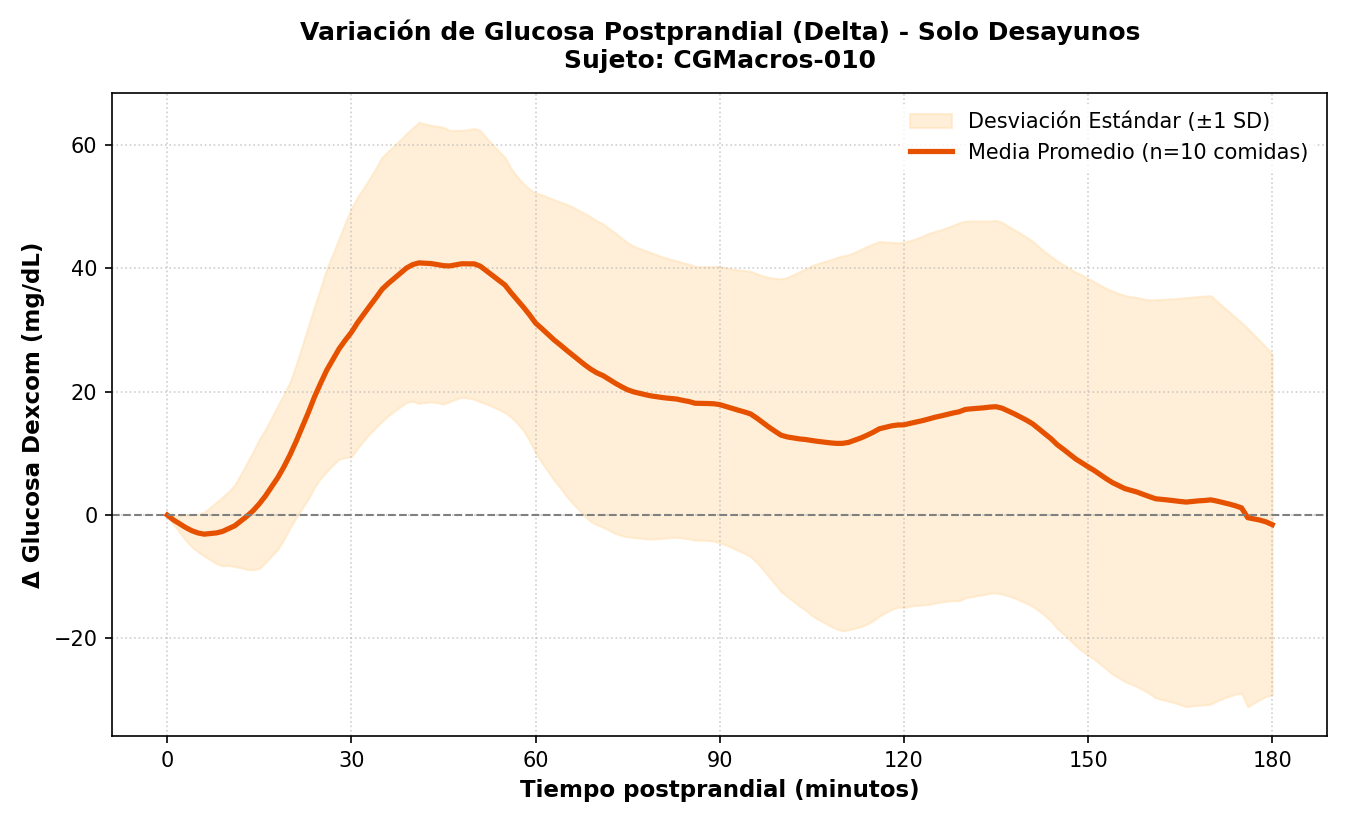 Variación de Glucosa Postprandial (Delta) - Solo Desayunos
Sujeto: CGMacros-010
Desviación Estándar (±1 SD)
Media Promedio (n=10 comidas)
Δ Glucosa Dexcom (mg/dL)
60
40
20
0
−20
0 30 60 90 120 150 180
Tiempo postprandial (minutos)